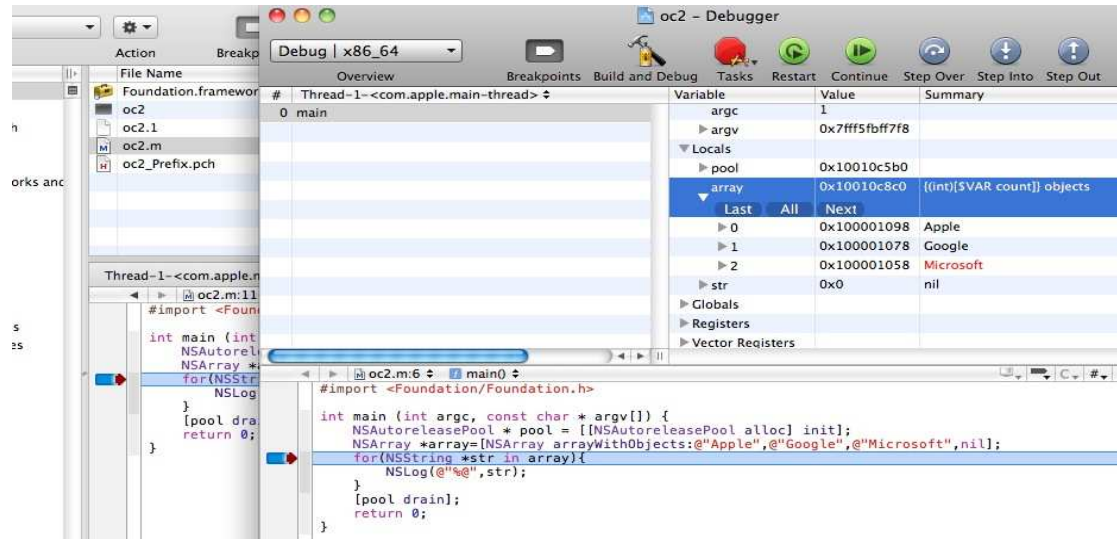 oc2 – Debugger
Debug | x86_64
Action
Breakp
Overview
Breakpoints
Build and Debug
Tasks
Restart
Continue
Step Over
Step Into
Step Out
File Name
Foundation.framewor
oc2
oc2.1
oc2.m
oc2_Prefix.pch
h
orks and
s
es
# Thread-1-<com.apple.main-thread>
0 main
Variable Value Summary
argc 1
argv 0x7fff5fbff7f8
Locals
pool 0x10010c5b0
array 0x10010c8c0 {(int)[$VAR count]} objects
Last All Next
0 0x100001098 Apple
1 0x100001078 Google
2 0x100001058 Microsoft
str 0x0 nil
Globals
Registers
Vector Registers
Thread-1-<com.apple.n
oc2.m:11
#import <Foun
int main (int
NSAutorel
NSArray *a
for(NSStr
NSLog
}
[pool dra
return 0;
}
oc2.m:6 main() C #
#import <Foundation/Foundation.h>
int main (int argc, const char * argv[]) {
NSAutoreleasePool * pool = [[NSAutoreleasePool alloc] init];
NSArray *array=[NSArray arrayWithObjects:@"Apple",@"Google",@"Microsoft",nil];
for(NSString *str in array){
NSLog(@"%@",str);
}
[pool drain];
return 0;
}